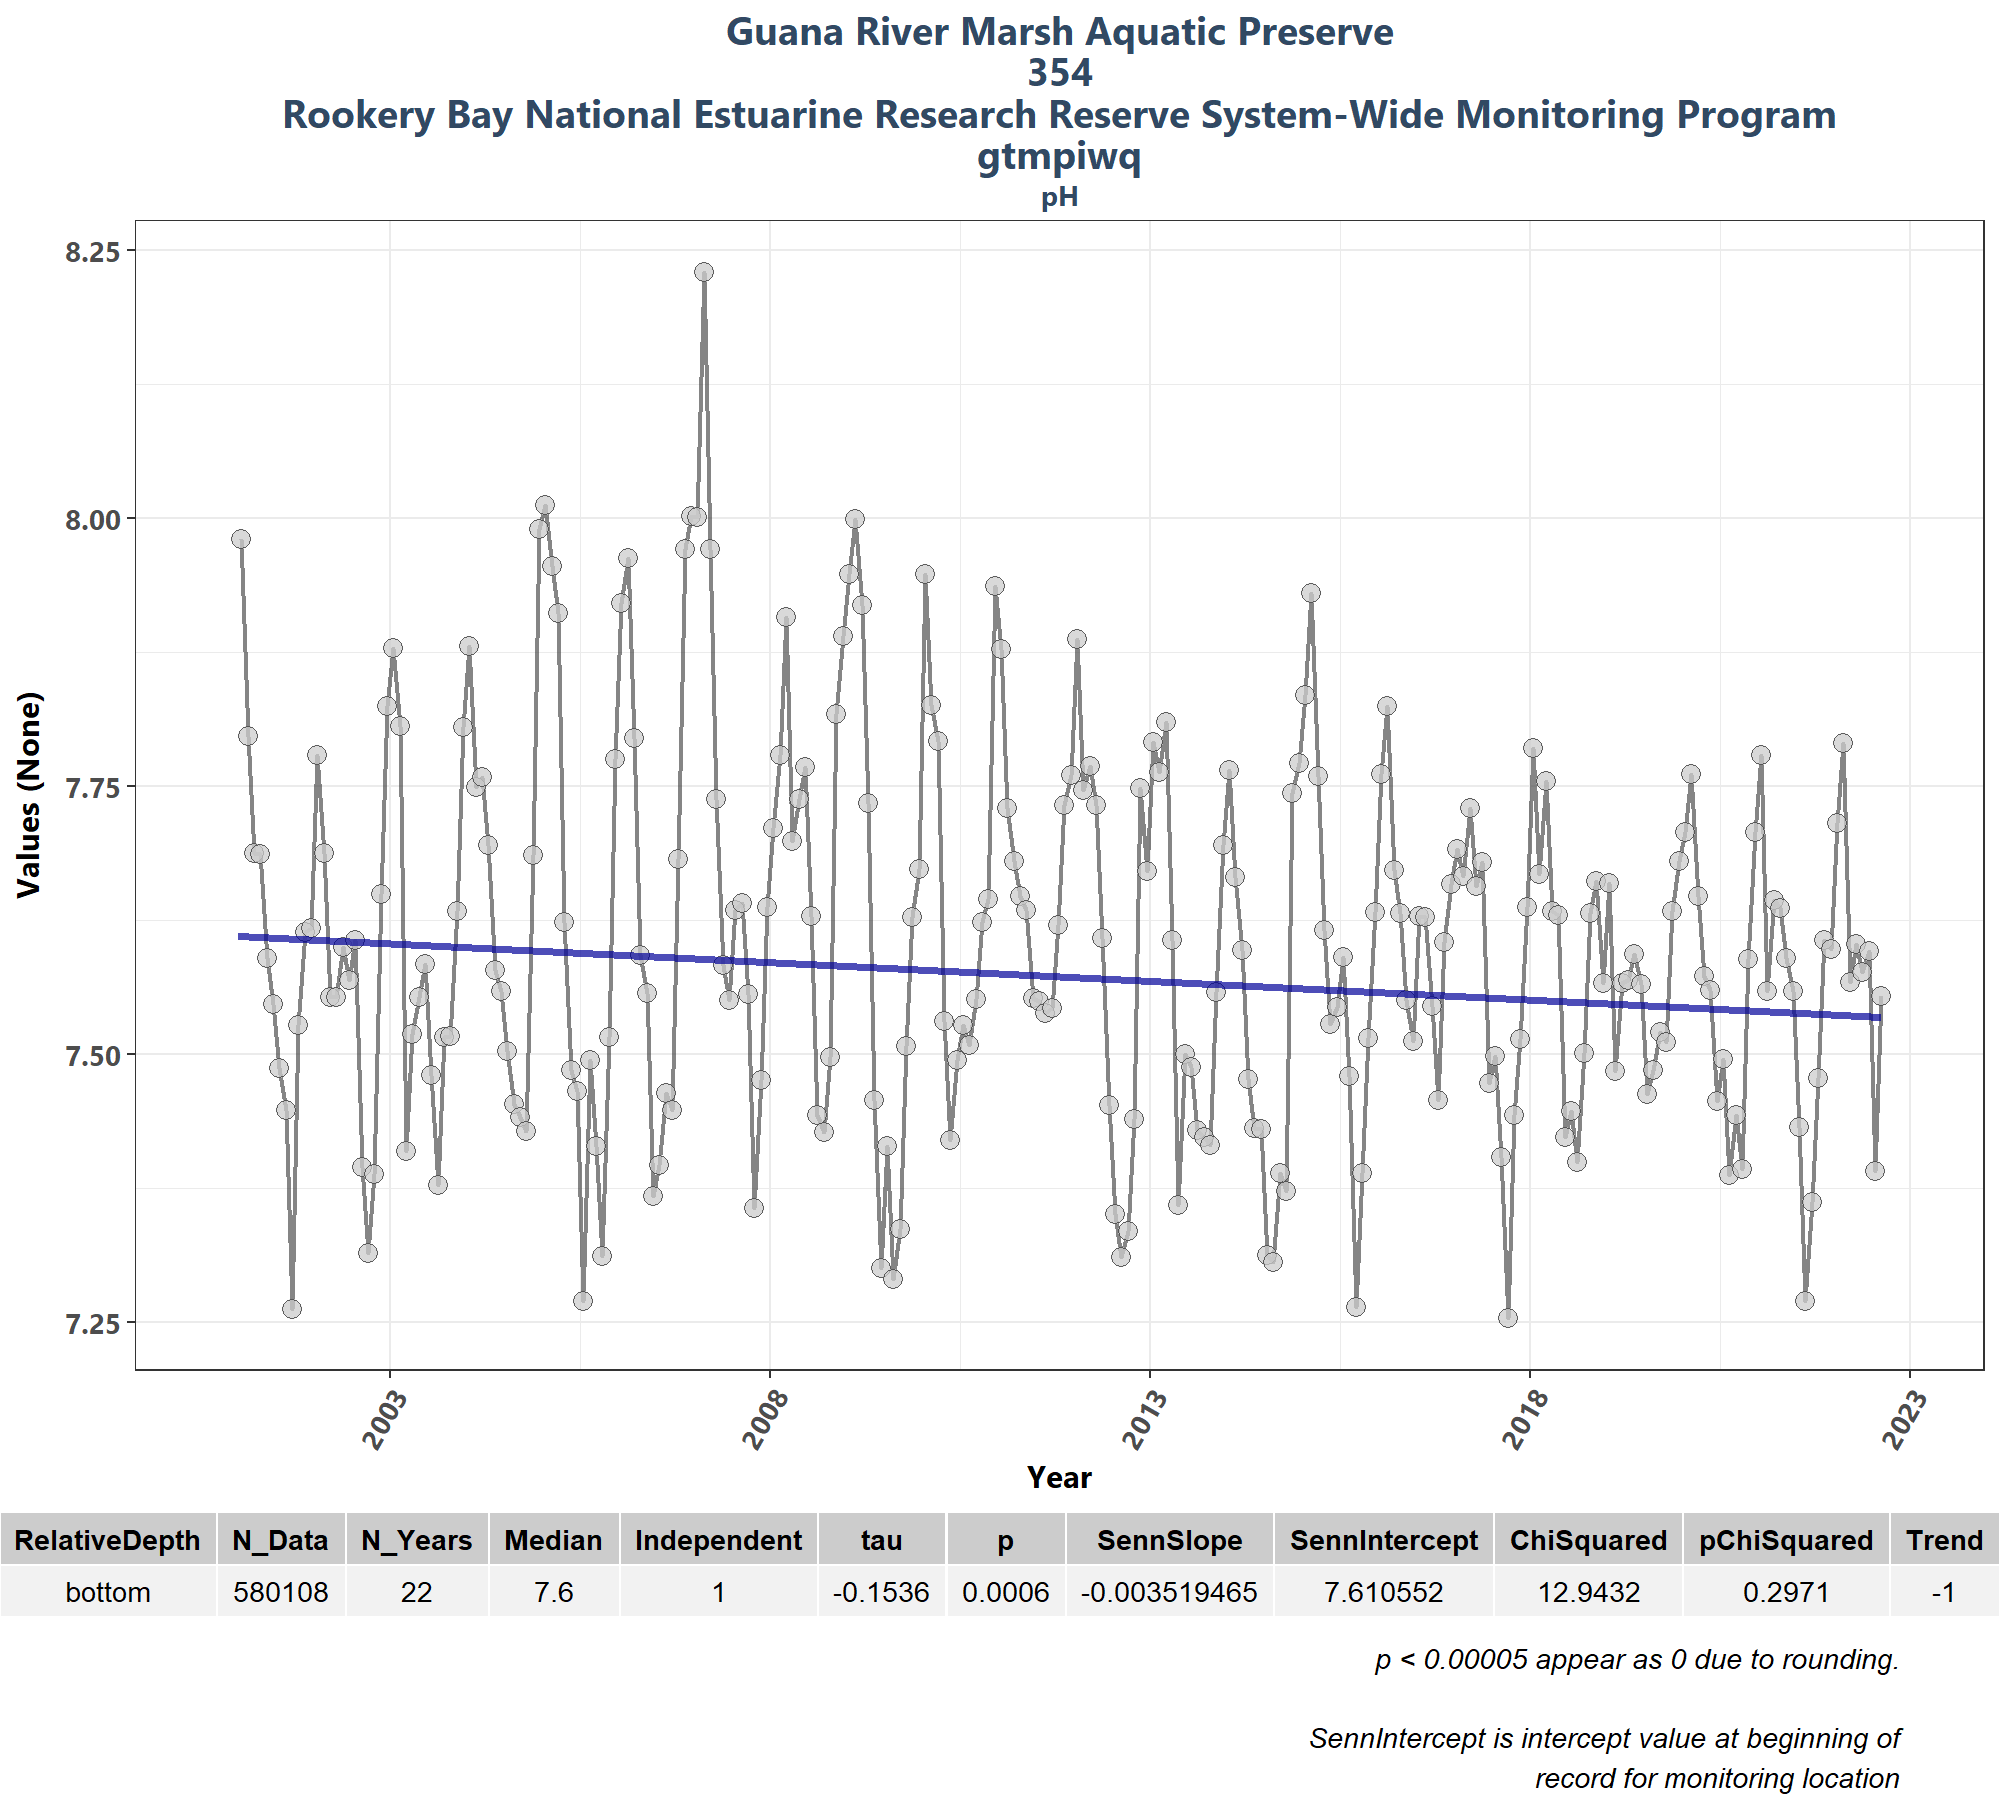 Guana River Marsh Aquatic Preserve
354
Rookery Bay National Estuarine Research Reserve System-Wide Monitoring Program
gtmpiwq
pH
Values (None)
8.25
8.00
7.75
7.50
7.25
2003 2008 2013 2018 2023
Year
RelativeDepth N_Data N_Years Median Independent tau p SennSlope SennIntercept ChiSquared pChiSquared Trend
bottom 580108 22 7.6 1 -0.1536 0.0006 -0.003519465 7.610552 12.9432 0.2971 -1
p < 0.00005 appear as 0 due to rounding.
SennIntercept is intercept value at beginning of
record for monitoring location